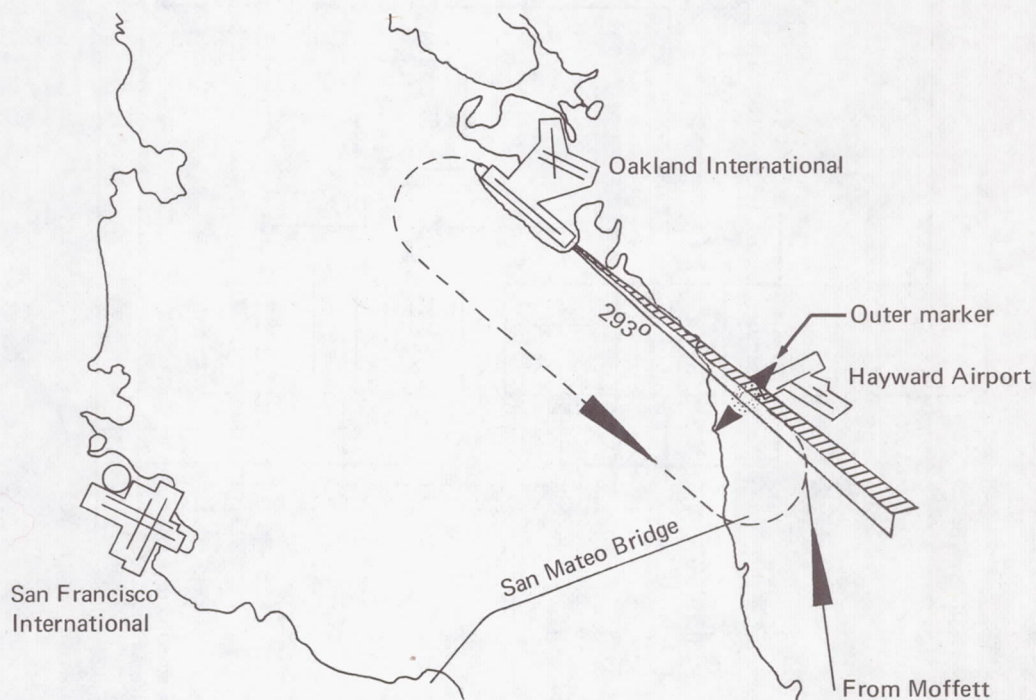 Oakland International
293°
Outer marker
Hayward Airport
San Mateo Bridge
San Francisco
International
From Moffett